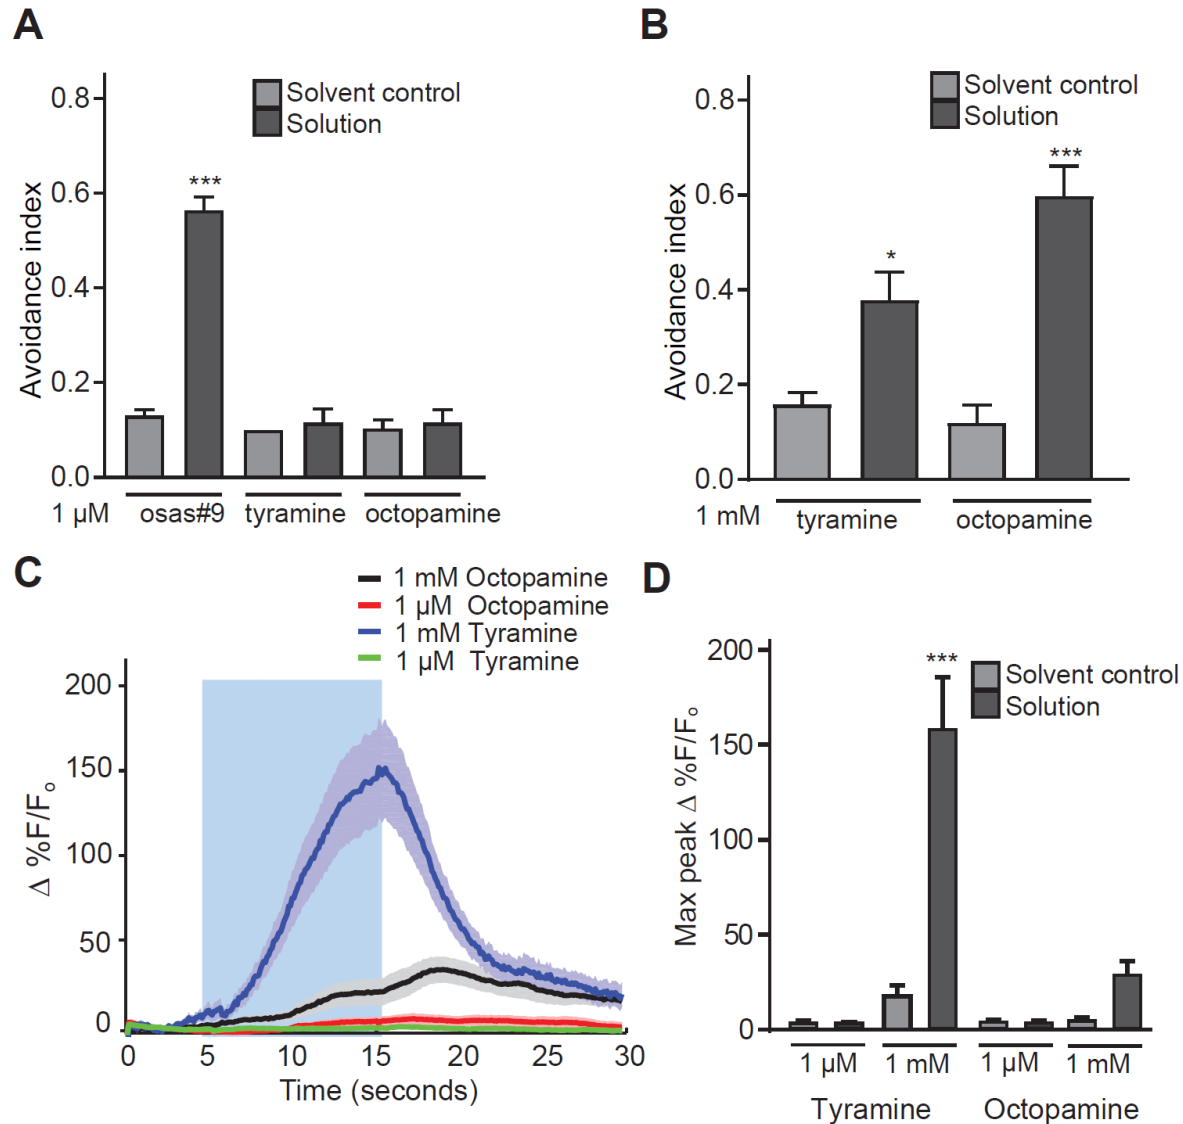 A
Solvent control
Solution
Avoidance index
0.8
0.6
0.4
0.2
0.0
***
1 µM
osas#9
tyramine
octopamine
B
Solvent control
Solution
Avoidance index
0.8
0.6
0.4
0.2
0.0
*
***
1 mM
tyramine
octopamine
C
1 mM Octopamine
1 µM Octopamine
1 mM Tyramine
1 µM Tyramine
Δ %F/Fo
200
150
100
50
0
0 5 10 15 20 25 30
Time (seconds)
D
Solvent control
Solution
Max peak Δ %F/Fo
200
150
100
50
0
***
1 µM 1 mM 1 µM 1 mM
Tyramine Octopamine